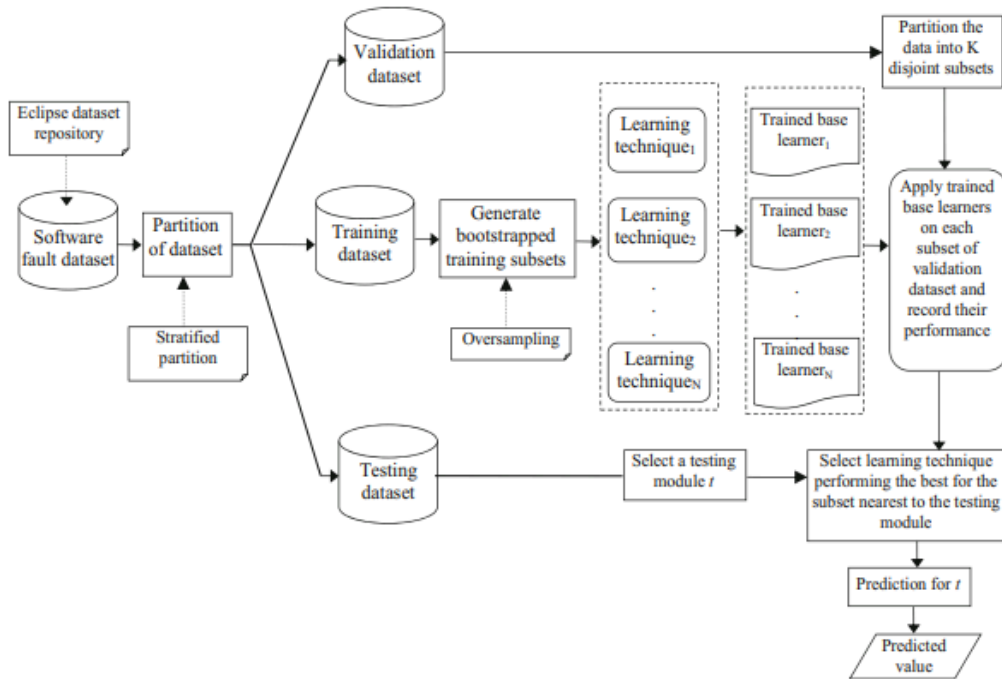 Validation
dataset
Partition the
data into K
disjoint subsets
Eclipse dataset
repository
Software
fault dataset
Partition
of dataset
Stratified
partition
Training
dataset
Generate
bootstrapped
training subsets
Oversampling
Learning
technique₁
Learning
technique₂
.
.
.
Learning
techniqueN
Trained base
learner₁
Trained base
learner₂
.
.
.
Trained base
learnerN
Apply trained
base learners
on each
subset of
validation
dataset and
record their
performance
Testing
dataset
Select a testing
module t
Select learning technique
performing the best for the
subset nearest to the testing
module
Prediction for t
Predicted
value